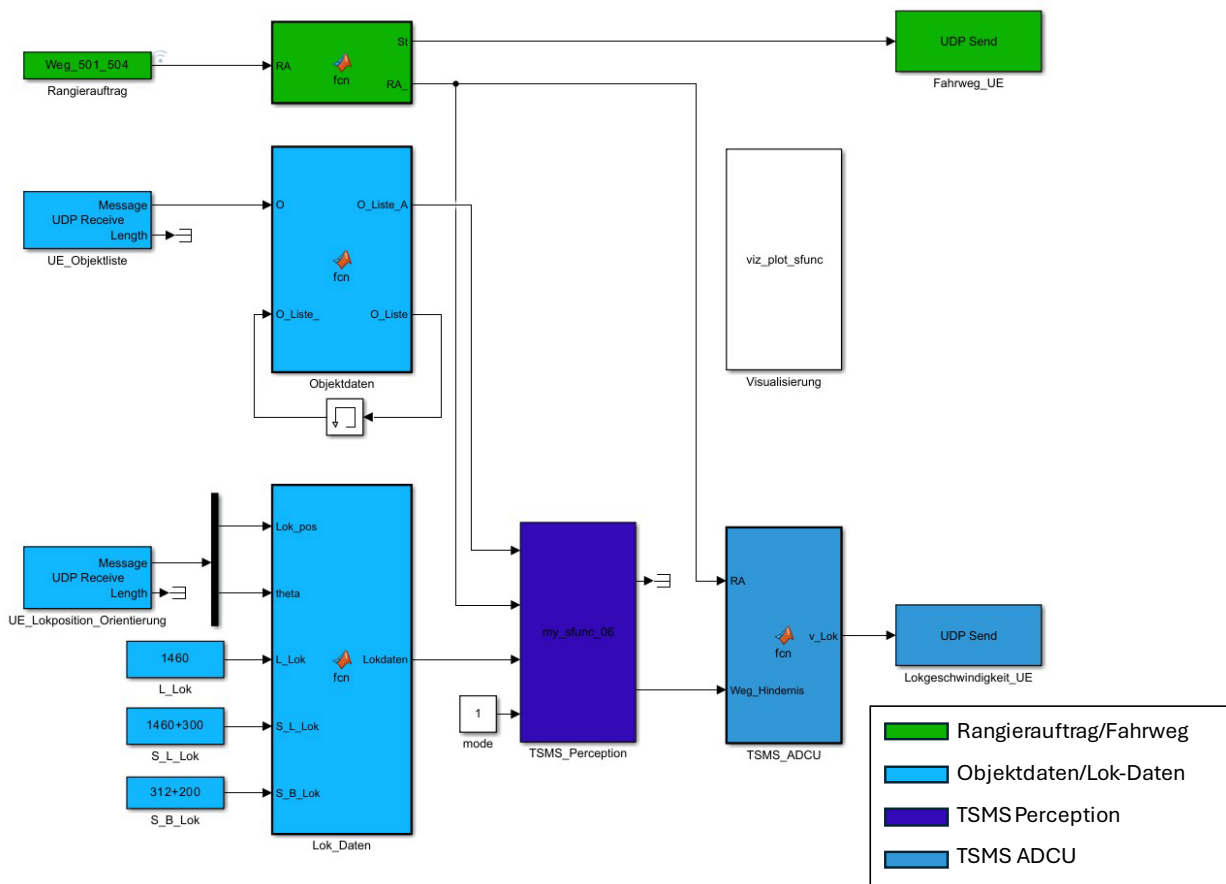 Weg_501_504
Rangierauftrag
RA
fcn
St
RA_
UDP Send
Fahrweg_UE
Message
UDP Receive
Length
UE_Objektliste
O
O_Liste_A
fcn
O_Liste_
O_Liste
Objektdaten
viz_plot_sfunc
Visualisierung
Message
UDP Receive
Length
UE_Lokposition_Orientierung
1460
L_Lok
1460+300
S_L_Lok
312+200
S_B_Lok
Lok_pos
theta
L_Lok
fcn
Lokdaten
S_L_Lok
S_B_Lok
Lok_Daten
1
mode
my_sfunc_06
TSMS_Perception
RA
fcn
v_Lok
Weg_Hindernis
TSMS_ADCU
UDP Send
Lokgeschwindigkeit_UE
Rangierauftrag/Fahrweg
Objektdaten/Lok-Daten
TSMS Perception
TSMS ADCU